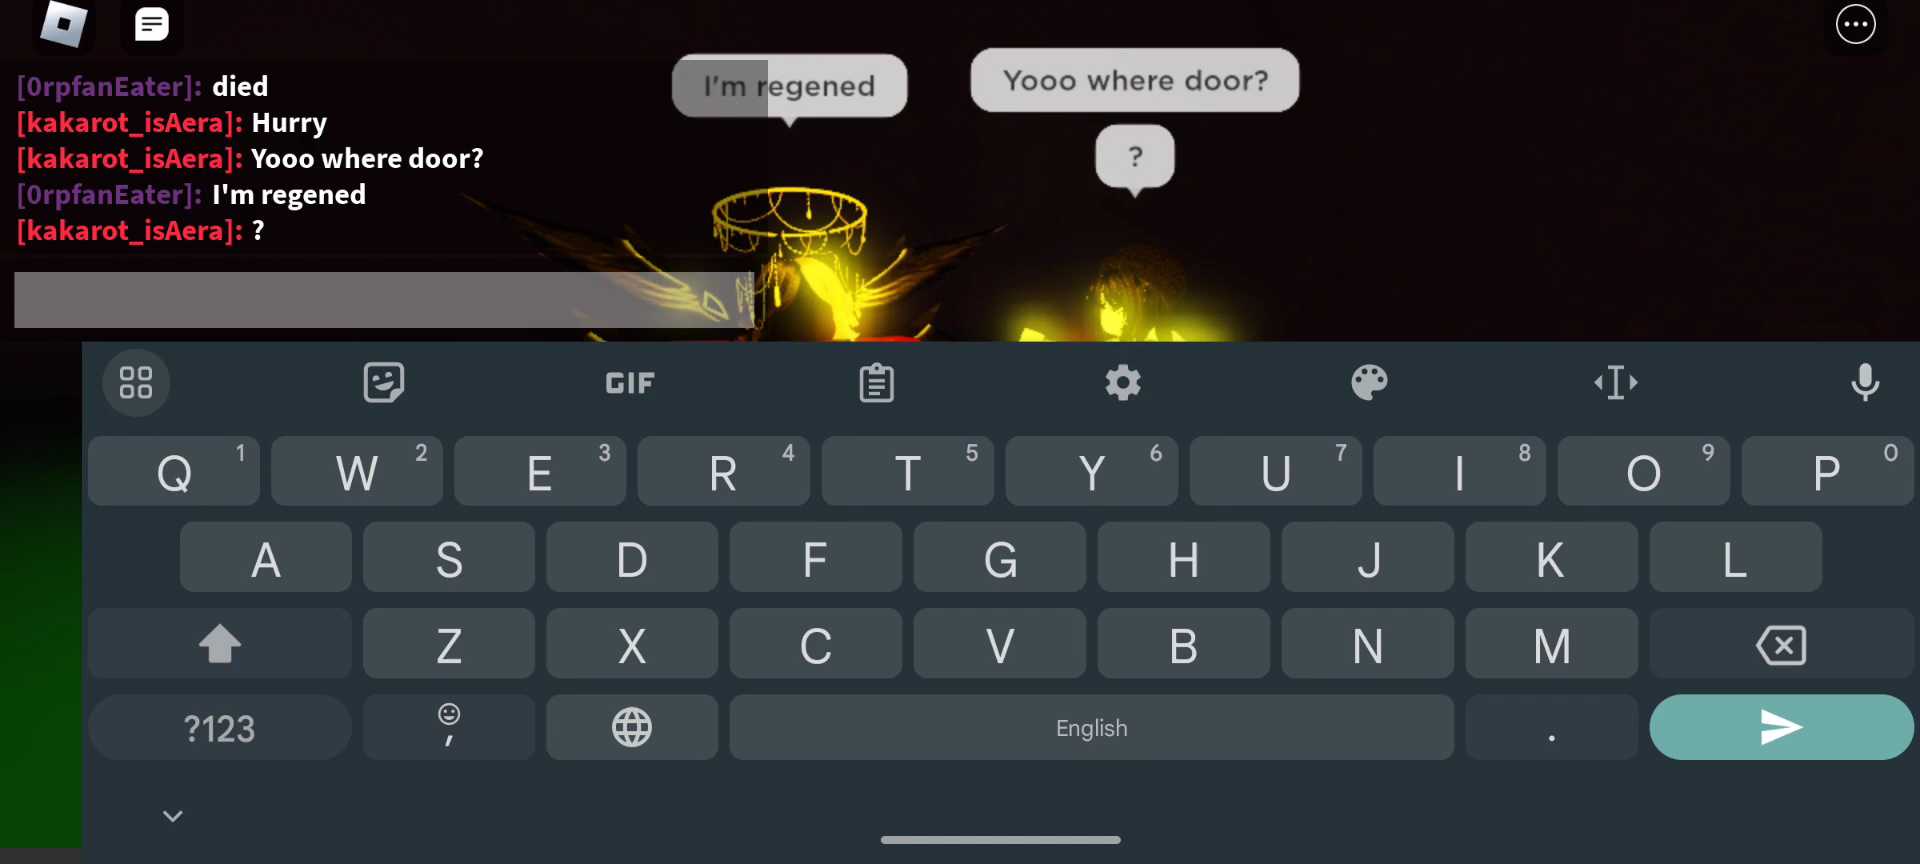 [0rpfanEater]: died
[kakarot_isAera]: Hurry
[kakarot_isAera]: Yooo where door?
[0rpfanEater]: I'm regened
[kakarot_isAera]: ?
I'm regened
Yooo where door?
?
GIF
Q 1 W 2 E 3 R 4 T 5 Y 6 U 7 I 8 O 9 P 0
A S D F G H J K L
Z X C V B N M
?123 , English .